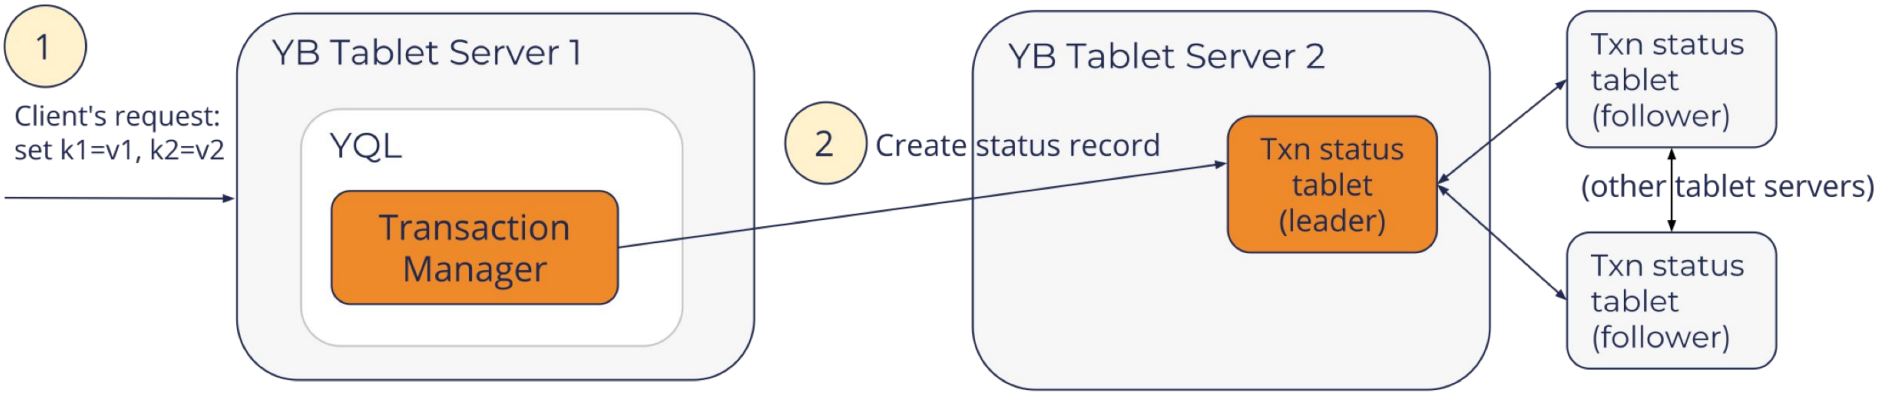 1
Client's request:
set k1=v1, k2=v2
YB Tablet Server 1
YQL
Transaction
Manager
2
Create status record
YB Tablet Server 2
Txn status
tablet
(leader)
Txn status
tablet
(follower)
(other tablet servers)
Txn status
tablet
(follower)